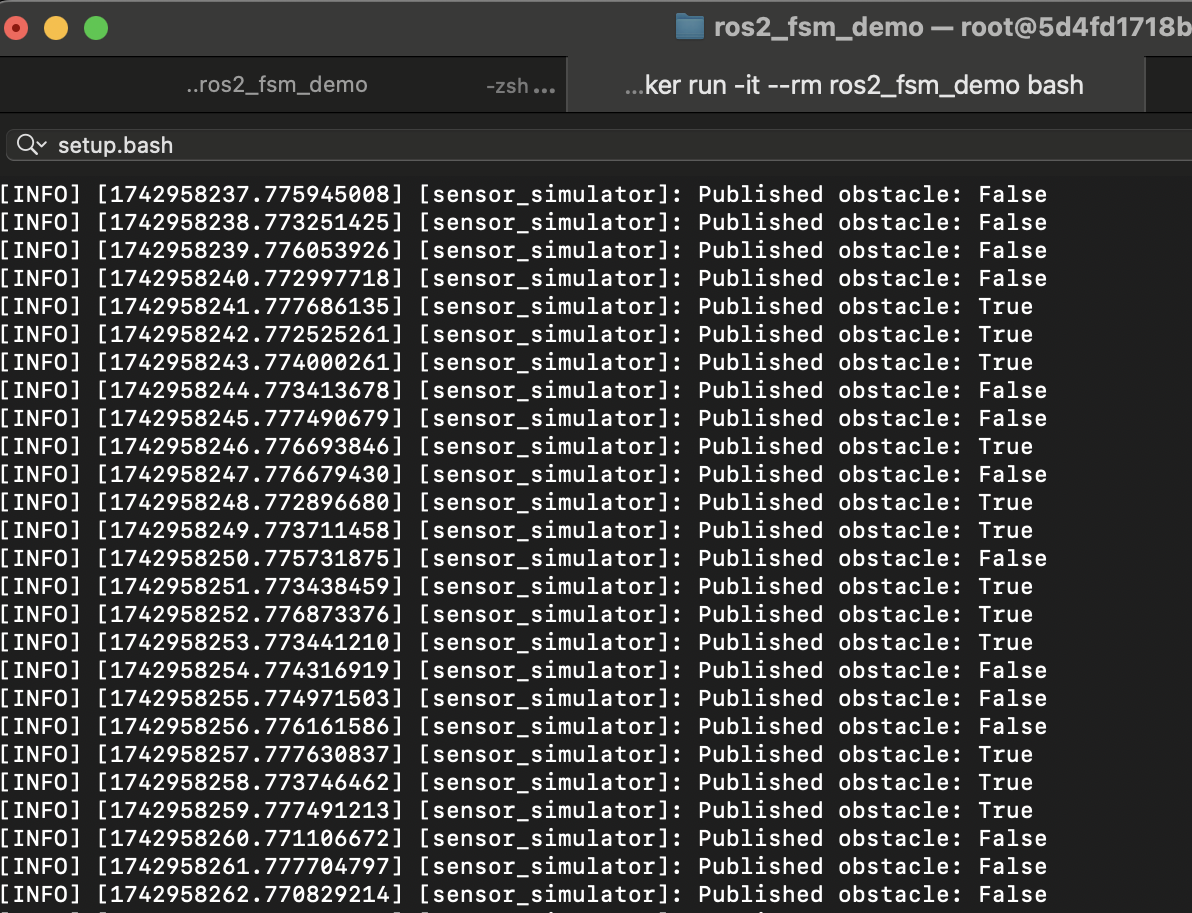 ros2_fsm_demo — root@5d4fd1718b
..ros2_fsm_demo -zsh ...
...ker run -it --rm ros2_fsm_demo bash
setup.bash
[INFO] [1742958237.775945008] [sensor_simulator]: Published obstacle: False
[INFO] [1742958238.773251425] [sensor_simulator]: Published obstacle: False
[INFO] [1742958239.776053926] [sensor_simulator]: Published obstacle: False
[INFO] [1742958240.772997718] [sensor_simulator]: Published obstacle: False
[INFO] [1742958241.777686135] [sensor_simulator]: Published obstacle: True
[INFO] [1742958242.772525261] [sensor_simulator]: Published obstacle: True
[INFO] [1742958243.774000261] [sensor_simulator]: Published obstacle: True
[INFO] [1742958244.773413678] [sensor_simulator]: Published obstacle: False
[INFO] [1742958245.777490679] [sensor_simulator]: Published obstacle: False
[INFO] [1742958246.776693846] [sensor_simulator]: Published obstacle: True
[INFO] [1742958247.776679430] [sensor_simulator]: Published obstacle: False
[INFO] [1742958248.772896680] [sensor_simulator]: Published obstacle: True
[INFO] [1742958249.773711458] [sensor_simulator]: Published obstacle: True
[INFO] [1742958250.775731875] [sensor_simulator]: Published obstacle: False
[INFO] [1742958251.773438459] [sensor_simulator]: Published obstacle: True
[INFO] [1742958252.776873376] [sensor_simulator]: Published obstacle: True
[INFO] [1742958253.773441210] [sensor_simulator]: Published obstacle: True
[INFO] [1742958254.774316919] [sensor_simulator]: Published obstacle: False
[INFO] [1742958255.774971503] [sensor_simulator]: Published obstacle: False
[INFO] [1742958256.776161586] [sensor_simulator]: Published obstacle: False
[INFO] [1742958257.777630837] [sensor_simulator]: Published obstacle: True
[INFO] [1742958258.773746462] [sensor_simulator]: Published obstacle: True
[INFO] [1742958259.777491213] [sensor_simulator]: Published obstacle: True
[INFO] [1742958260.771106672] [sensor_simulator]: Published obstacle: False
[INFO] [1742958261.777704797] [sensor_simulator]: Published obstacle: False
[INFO] [1742958262.770829214] [sensor_simulator]: Published obstacle: False